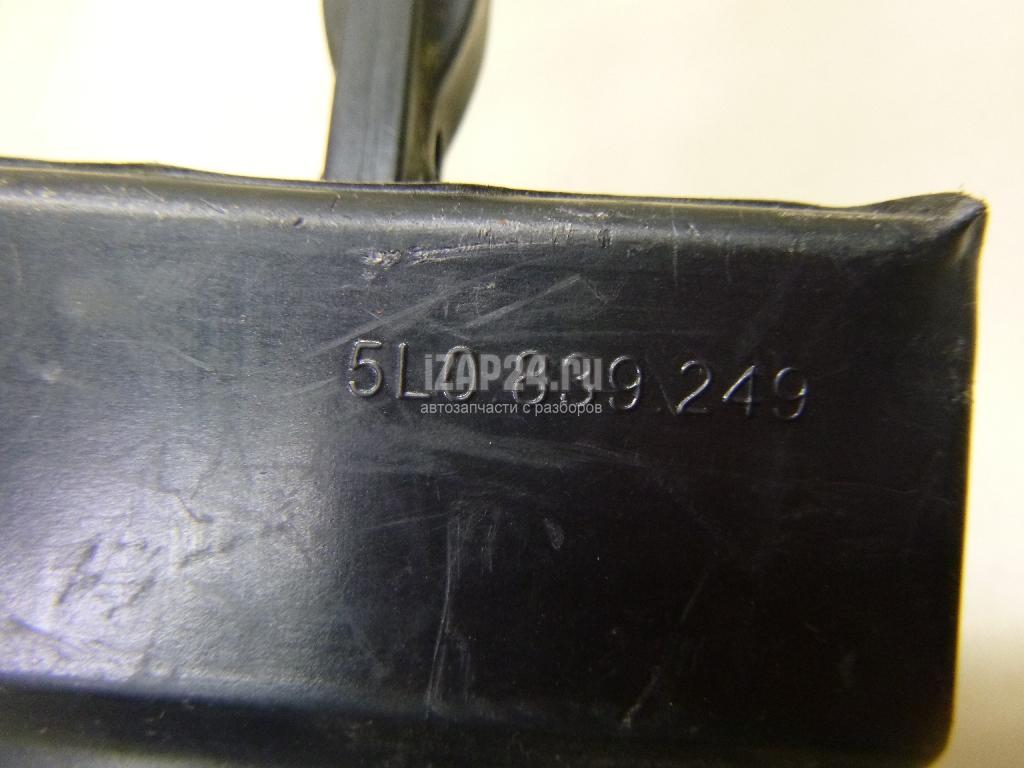 5L0 839 249
iZAP24.ru
автозапчасти с разборов